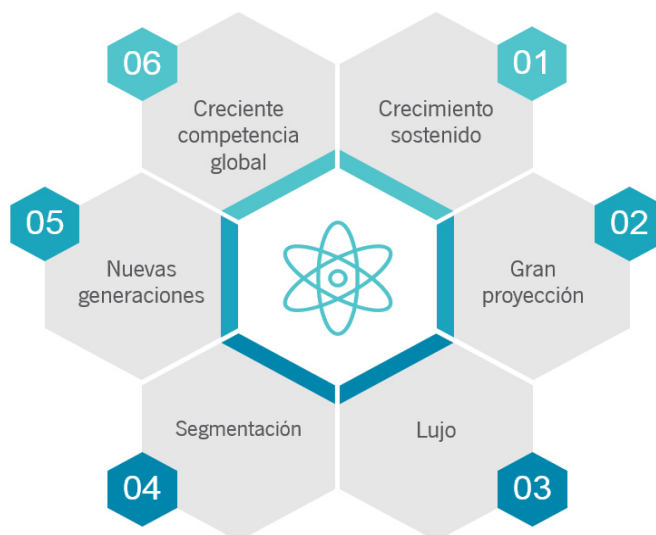 01
Crecimiento
sostenido
02
Gran
proyección
03
Lujo
04
Segmentación
05
Nuevas
generaciones
06
Creciente
competencia
global